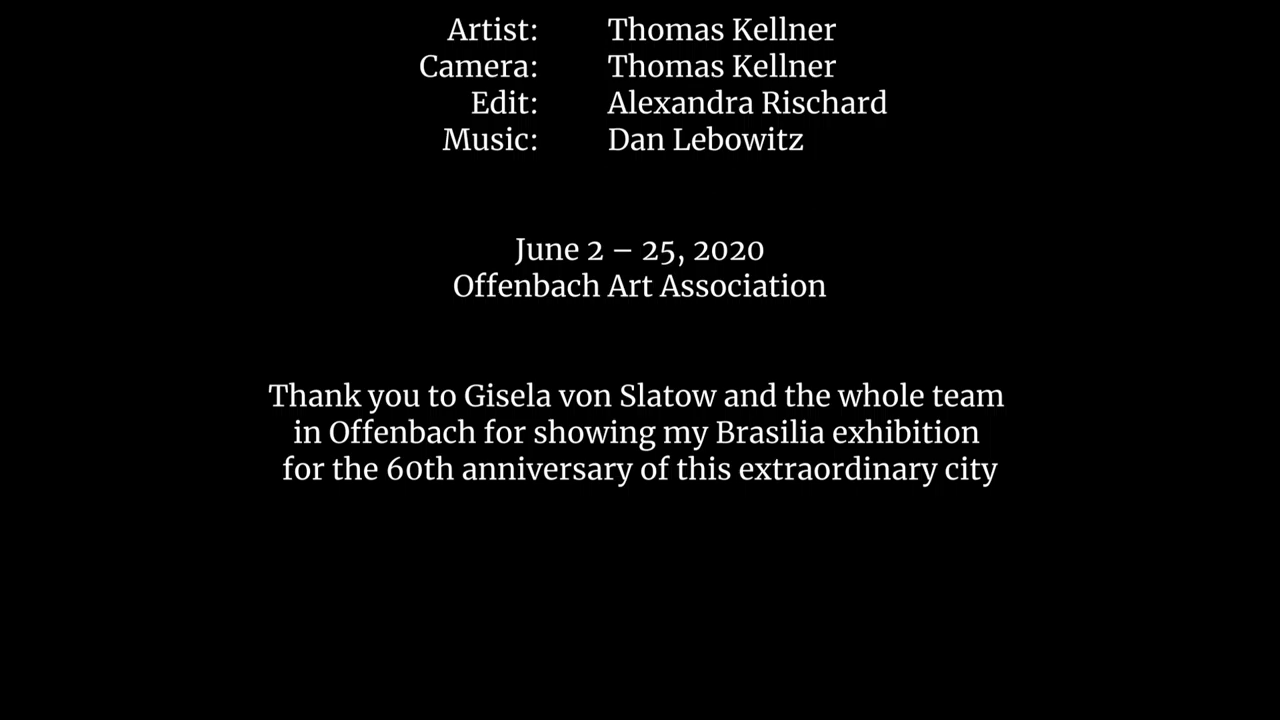 Artist: Thomas Kellner
Camera: Thomas Kellner
Edit: Alexandra Rischard
Music: Dan Lebowitz
June 2 – 25, 2020
Offenbach Art Association
Thank you to Gisela von Slatow and the whole team
in Offenbach for showing my Brasilia exhibition
for the 60th anniversary of this extraordinary city